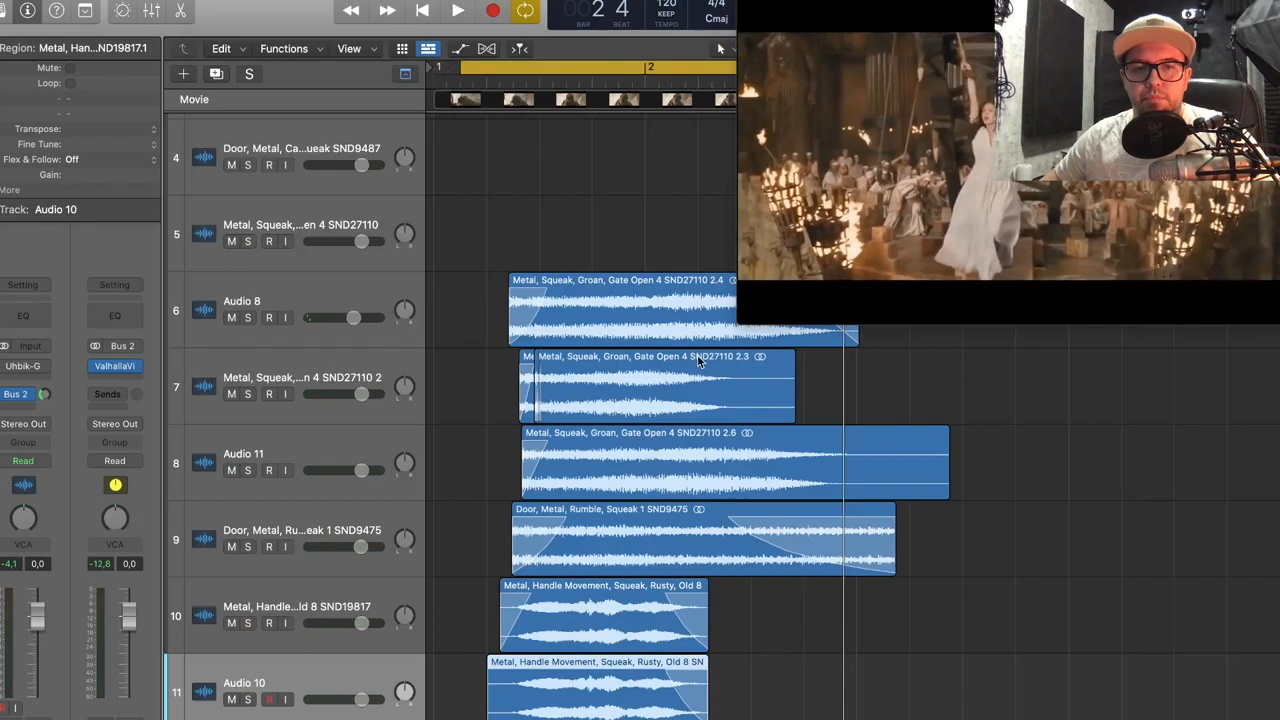 2 4
BAR BEAT
120
KEEP
TEMPO
4/4
Cmaj
Region: Metal, Han...ND19817.1
Mute:
Loop:
Transpose:
Fine Tune:
Flex & Follow: Off
Gain:
More
Track: Audio 10
Edit Functions View
S
1 2
Movie
4 Door, Metal, Ca...ueak SND9487
M S R I L R
5 Metal, Squeak,...en 4 SND27110
M S R I L R
6 Audio 8
M S R I L R
Metal, Squeak, Groan, Gate Open 4 SND27110 2.4
7 Metal, Squeak,...n 4 SND27110 2
M S R I L R
Me Metal, Squeak, Groan, Gate Open 4 SND27110 2.3
8 Audio 11
M S R I L R
Metal, Squeak, Groan, Gate Open 4 SND27110 2.6
9 Door, Metal, Ru...eak 1 SND9475
M S R I L R
Door, Metal, Rumble, Squeak 1 SND9475
10 Metal, Handle...ld 8 SND19817
M S R I L R
Metal, Handle Movement, Squeak, Rusty, Old 8
11 Audio 10
M S R I L R
Metal, Handle Movement, Squeak, Rusty, Old 8 SN
Setting Setting
EQ EQ
Input Bus 2
Uhbik-G ValhallaVi
Bus 2 Sends
Stereo Out Stereo Out
Group Group
Read Read
VCA VCA
-4,1 0,0 -12,8 0,0
R I